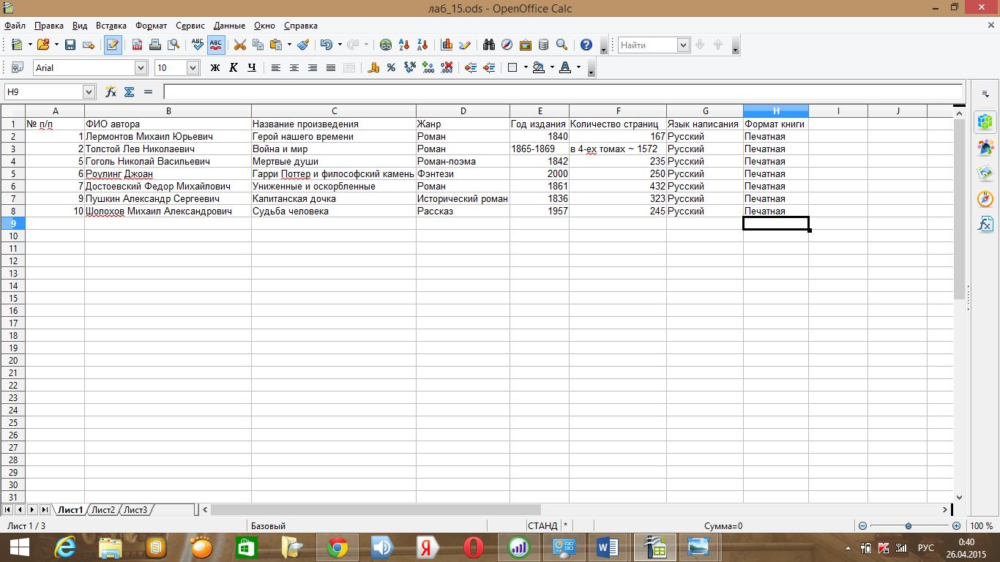 лаб_15.ods - OpenOffice Calc
Файл Правка Вид Вставка Формат Сервис Данные Окно Справка
Найти
Arial 10 Ж К Ч
H9
A B C D E F G H I J
1 № п/п ФИО автора Название произведения Жанр Год издания Количество страниц Язык написания Формат книги
2 1 Лермонтов Михаил Юрьевич Герой нашего времени Роман 1840 167 Русский Печатная
3 2 Толстой Лев Николаевич Война и мир Роман 1865-1869 в 4-ех томах ~ 1572 Русский Печатная
4 5 Гоголь Николай Васильевич Мертвые души Роман-поэма 1842 235 Русский Печатная
5 6 Роулинг Джоан Гарри Поттер и философский камень Фэнтези 2000 250 Русский Печатная
6 7 Достоевский Федор Михайлович Униженные и оскорбленные Роман 1861 432 Русский Печатная
7 9 Пушкин Александр Сергеевич Капитанская дочка Исторический роман 1836 323 Русский Печатная
8 10 Шолохов Михаил Александрович Судьба человека Рассказ 1957 245 Русский Печатная
9
10
11
12
13
14
15
16
17
18
19
20
21
22
23
24
25
26
27
28
29
30
31
Лист1 Лист2 Лист3
Лист 1 / 3 Базовый СТАНД * Сумма=0 100 %
РУС 0:40
26.04.2015